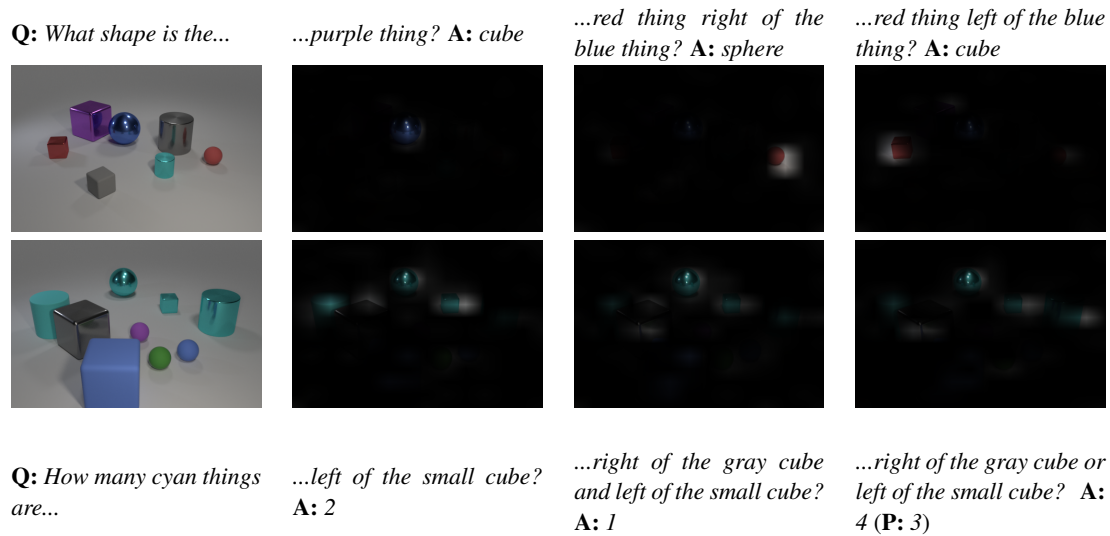 Q: What shape is the...
...purple thing? A: cube
...red thing right of the
blue thing? A: sphere
...red thing left of the blue
thing? A: cube
Q: How many cyan things
are...
...left of the small cube?
A: 2
...right of the gray cube
and left of the small cube?
A: 1
...right of the gray cube or
left of the small cube? A:
4 (P: 3)